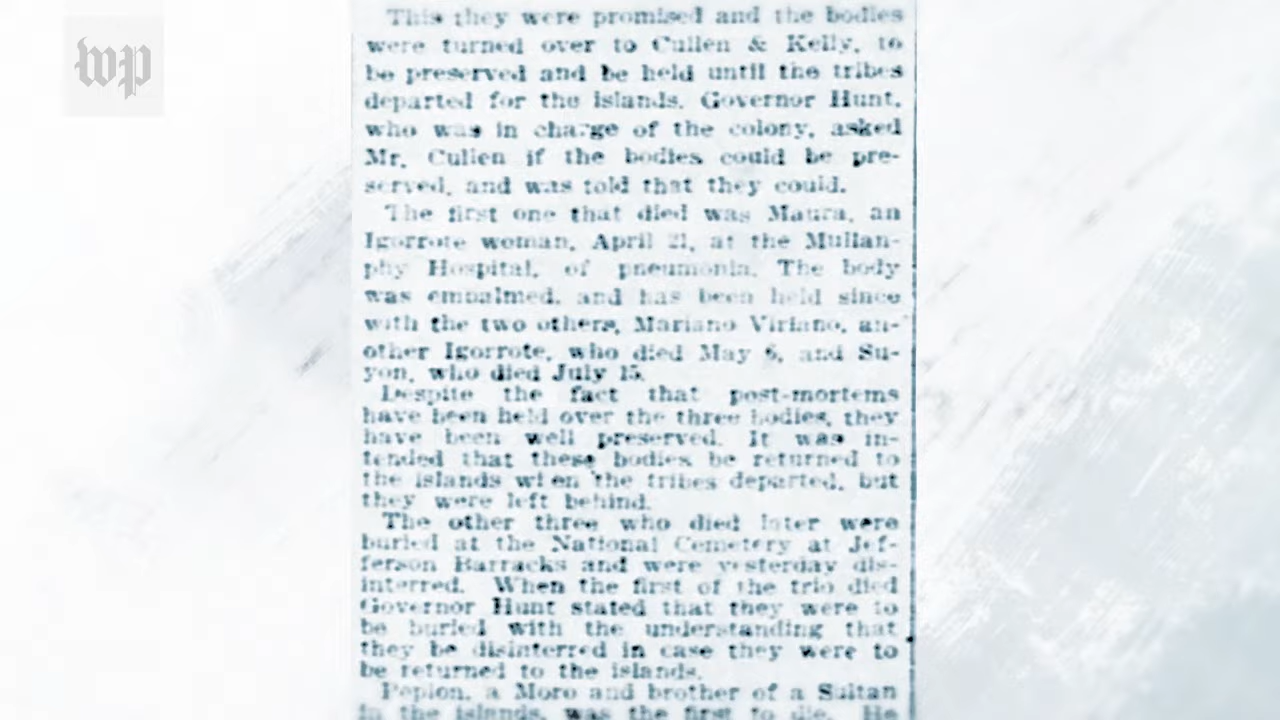 wp
This they were promised and the bodies
were turned over to Cullen & Kelly, to
be preserved and be held until the tribes
departed for the islands. Governor Hunt,
who was in charge of the colony, asked
Mr. Cullen if the bodies could be pre-
served, and was told that they could.
The first one that died was Maura, an
Igorrote woman, April 21, at the Mullan-
phy Hospital, of pneumonia. The body
was embalmed, and has been held since
with the two others, Mariano Viriano, an-
other Igorrote, who died May 6, and Su-
yon, who died July 15.
Despite the fact that post-mortems
have been held over the three bodies, they
have been well preserved. It was in-
tended that these bodies be returned to
the islands when the tribes departed, but
they were left behind.
The other three who died later were
buried at the National Cemetery at Jef-
ferson Barracks and were yesterday dis-
interred. When the first of the trio died
Governor Hunt stated that they were to
be buried with the understanding that
they be disinterred in case they were to
be returned to the islands.
Pepion, a Moro and brother of a Sultan
in the islands, was the first to die. He